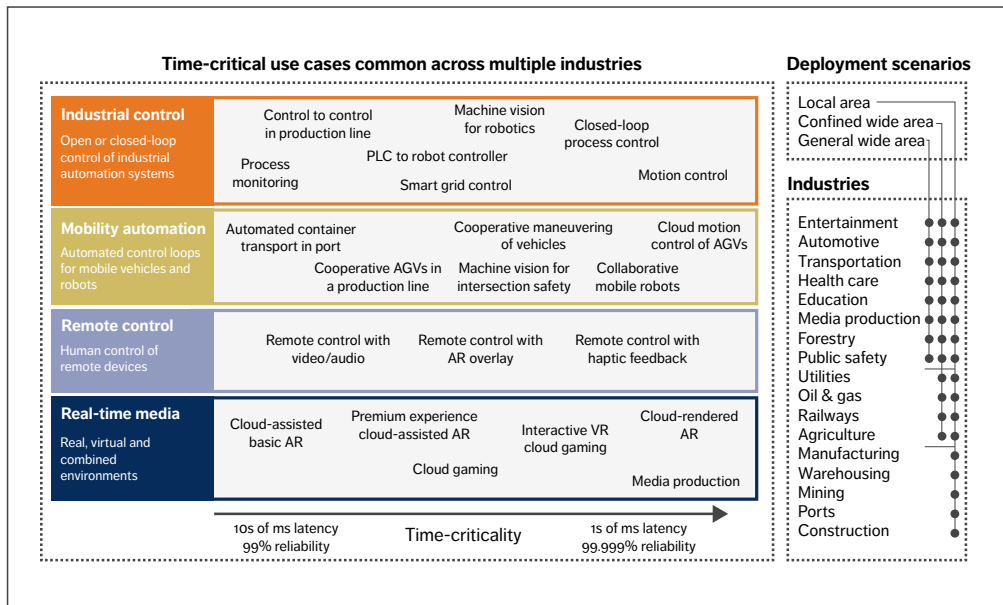 Time-critical use cases common across multiple industries
Industrial control
Open or closed-loop
control of industrial
automation systems
Control to control
in production line
Machine vision
for robotics
Closed-loop
process control
Process
monitoring
PLC to robot controller
Smart grid control
Motion control
Mobility automation
Automated control loops
for mobile vehicles and
robots
Automated container
transport in port
Cooperative maneuvering
of vehicles
Cloud motion
control of AGVs
Cooperative AGVs in
a production line
Machine vision for
intersection safety
Collaborative
mobile robots
Remote control
Human control of
remote devices
Remote control with
video/audio
Remote control with
AR overlay
Remote control with
haptic feedback
Real-time media
Real, virtual and
combined
environments
Cloud-assisted
basic AR
Premium experience
cloud-assisted AR
Interactive VR
cloud gaming
Cloud-rendered
AR
Cloud gaming
Media production
10s of ms latency
99% reliability
Time-criticality
1s of ms latency
99.999% reliability
Deployment scenarios
Local area
Confined wide area
General wide area
Industries
Entertainment
Automotive
Transportation
Health care
Education
Media production
Forestry
Public safety
Utilities
Oil & gas
Railways
Agriculture
Manufacturing
Warehousing
Mining
Ports
Construction